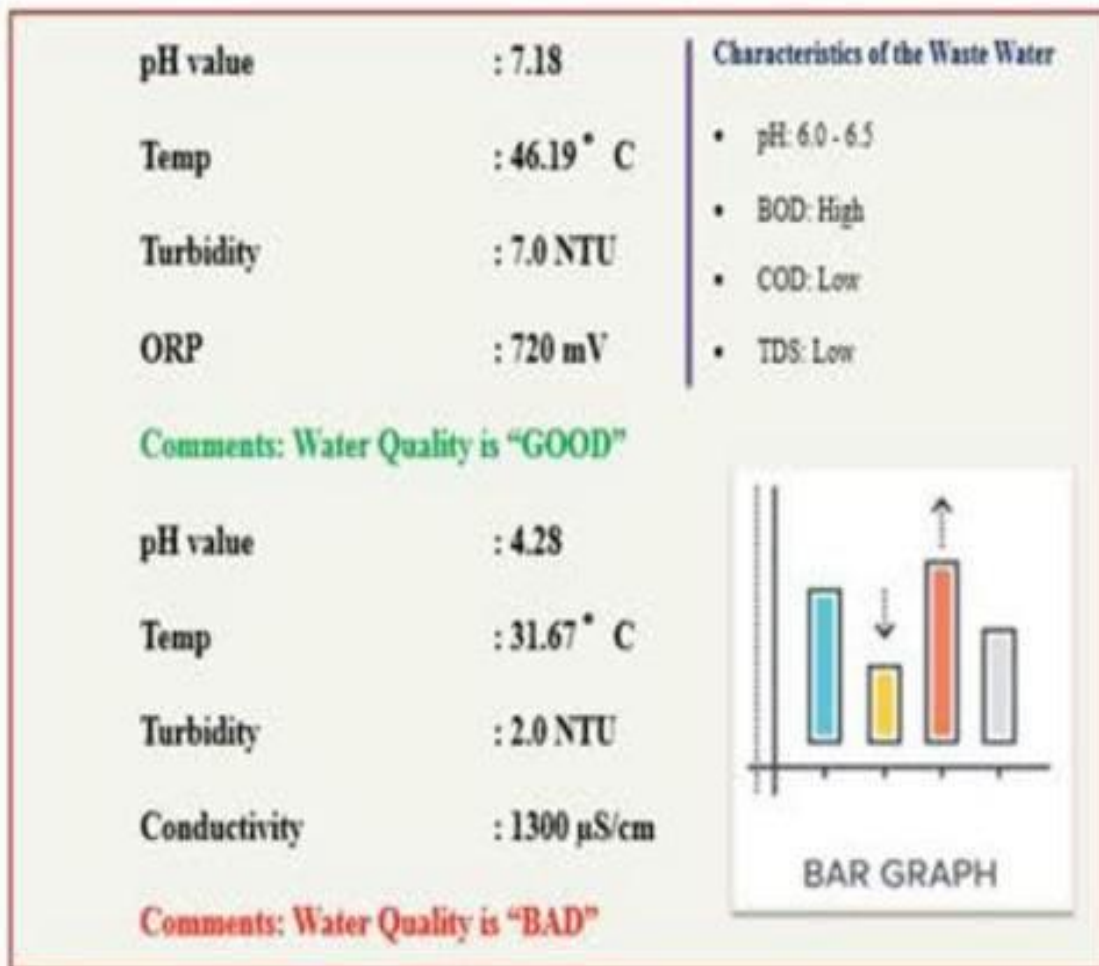 pH value : 7.18
Temp : 46.19° C
Turbidity : 7.0 NTU
ORP : 720 mV
Comments: Water Quality is “GOOD”
pH value : 4.28
Temp : 31.67° C
Turbidity : 2.0 NTU
Conductivity : 1300 µS/cm
Comments: Water Quality is “BAD”
Characteristics of the Waste Water
• pH: 6.0 - 6.5
• BOD: High
• COD: Low
• TDS: Low
BAR GRAPH